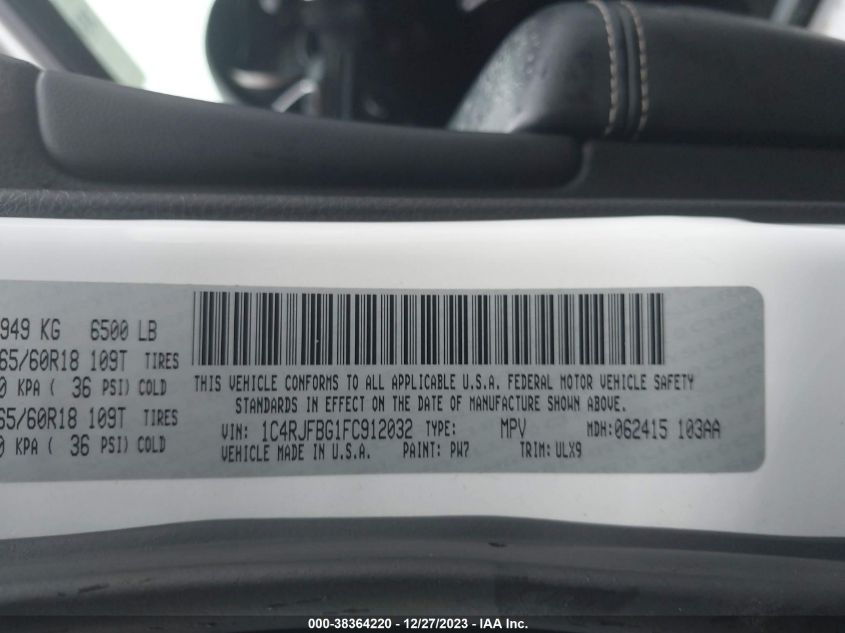 949 KG 6500 LB
65/60R18 109T TIRES
0 KPA ( 36 PSI) COLD
65/60R18 109T TIRES
0 KPA ( 36 PSI) COLD
THIS VEHICLE CONFORMS TO ALL APPLICABLE U.S.A. FEDERAL MOTOR VEHICLE SAFETY
STANDARDS IN EFFECT ON THE DATE OF MANUFACTURE SHOWN ABOVE.
VIN: 1C4RJFBG1FC912032 TYPE: MPV MDH:062415 103AA
VEHICLE MADE IN U.S.A. PAINT: PW7 TRIM:ULX9
000-38364220 - 12/27/2023 - IAA Inc.